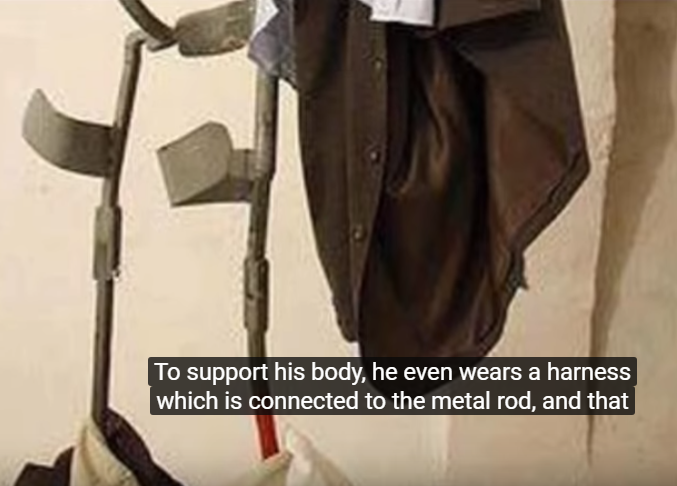 To support his body, he even wears a harness
which is connected to the metal rod, and that